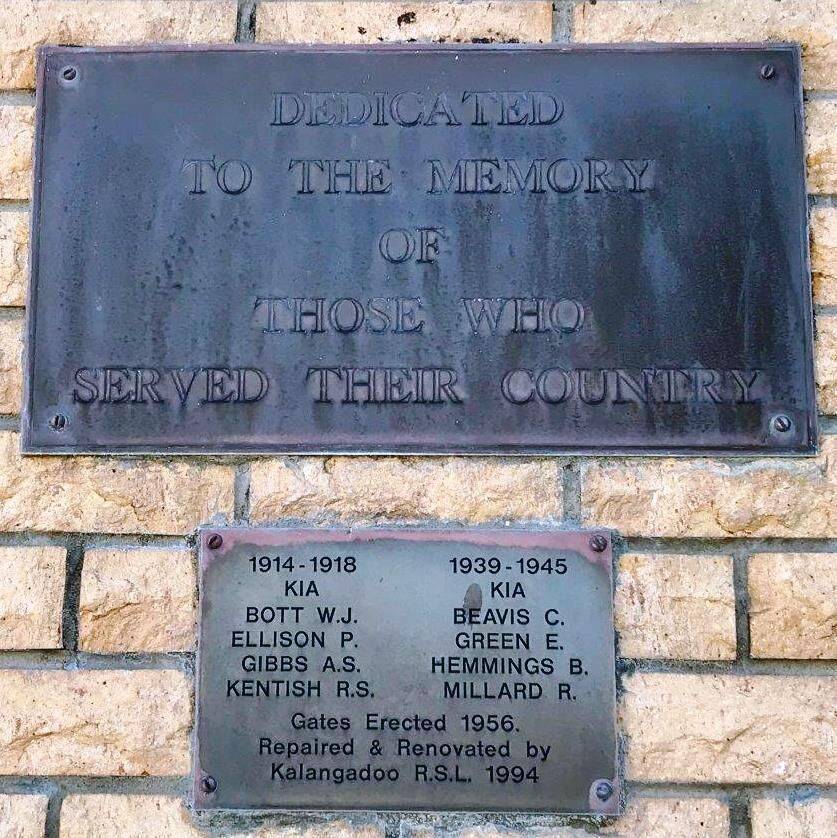 DEDICATED
TO THE MEMORY
OF
THOSE WHO
SERVED THEIR COUNTRY
1914-1918 1939-1945
KIA KIA
BOTT W.J. BEAVIS C.
ELLISON P. GREEN E.
GIBBS A.S. HEMMINGS B.
KENTISH R.S. MILLARD R.
Gates Erected 1956.
Repaired & Renovated by
Kalangadoo R.S.L. 1994